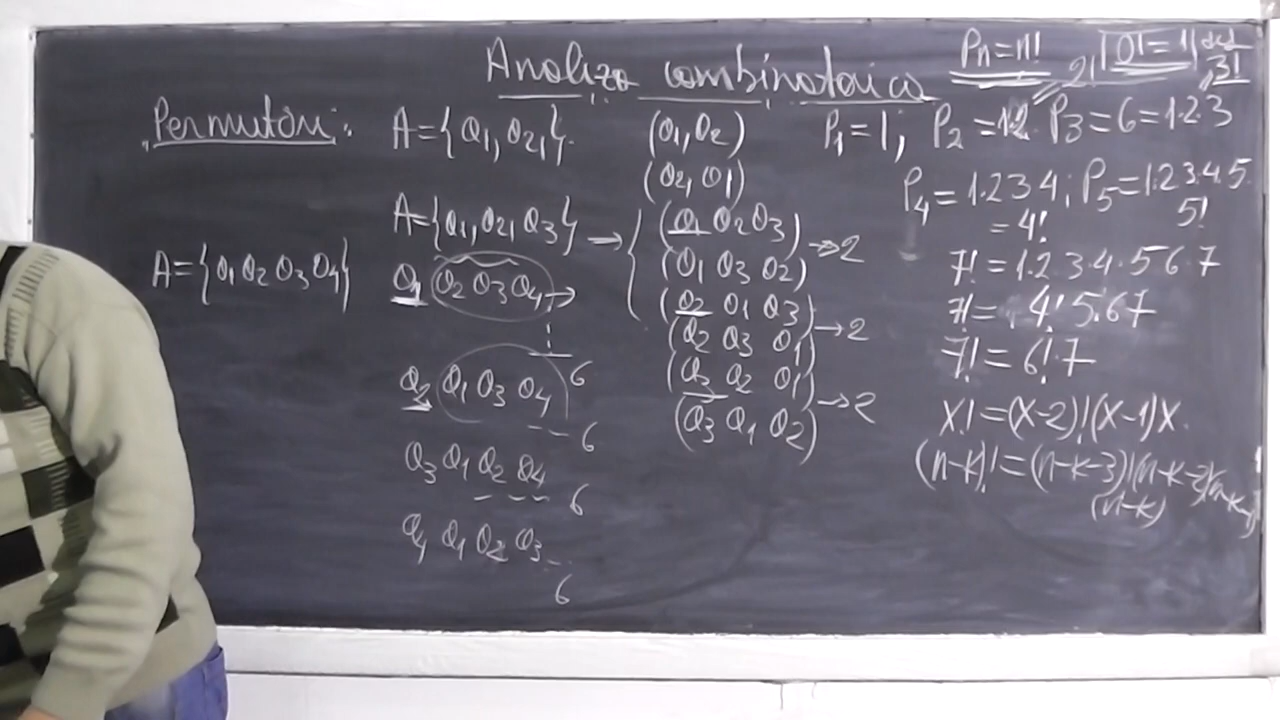 Analiza combinatorica
Permutări:
A={a1, a2,}
(a1, a2)
(a2, a1)
A={a1, a2, a3} → {
(a1 a2 a3)
(a1 a3 a2) → 2
(a2 a1 a3)
(a2 a3 a1) → 2
(a3 a2 a1)
(a3 a1 a2) → 2
A={a1 a2 a3 a4}
a1 a2 a3 a4 →
6
a2 a1 a3 a4
6
a3 a1 a2 a4
6
a4 a1 a2 a3
6
Pn=n!
0!=1 def
2! 3!
P1=1; P2=1·2 P3=6=1·2·3
P4=1·2 3 4; P5=1·2·3·4·5
=4! 5!
7!=1·2·3·4·5 6·7
7!=4!5·6 7
7!=6!·7
x!=(x-2)!(x-1)x.
(n-k)!=(n-k-3)!(n-k-2)(n-k-1)
(n-k)